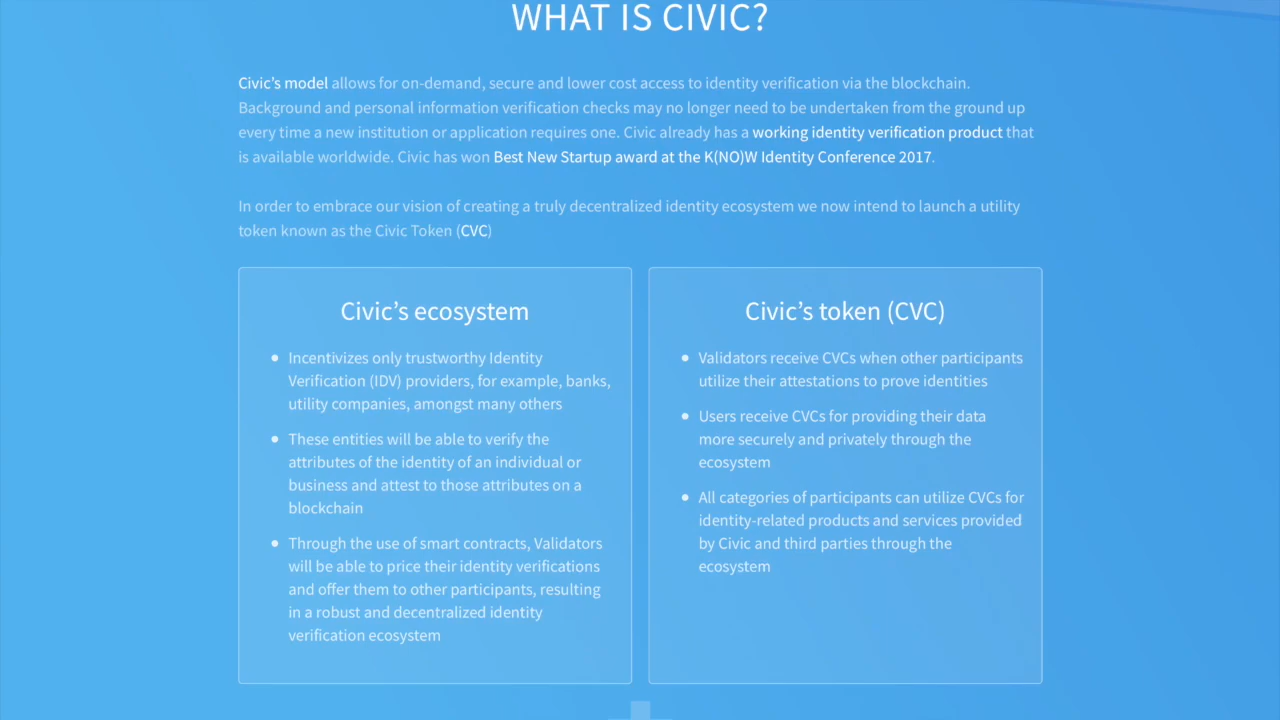 WHAT IS CIVIC?
Civic’s model allows for on-demand, secure and lower cost access to identity verification via the blockchain.
Background and personal information verification checks may no longer need to be undertaken from the ground up
every time a new institution or application requires one. Civic already has a working identity verification product that
is available worldwide. Civic has won Best New Startup award at the K(NO)W Identity Conference 2017.
In order to embrace our vision of creating a truly decentralized identity ecosystem we now intend to launch a utility
token known as the Civic Token (CVC)
Civic’s ecosystem
• Incentivizes only trustworthy Identity
Verification (IDV) providers, for example, banks,
utility companies, amongst many others
• These entities will be able to verify the
attributes of the identity of an individual or
business and attest to those attributes on a
blockchain
• Through the use of smart contracts, Validators
will be able to price their identity verifications
and offer them to other participants, resulting
in a robust and decentralized identity
verification ecosystem
Civic’s token (CVC)
• Validators receive CVCs when other participants
utilize their attestations to prove identities
• Users receive CVCs for providing their data
more securely and privately through the
ecosystem
• All categories of participants can utilize CVCs for
identity-related products and services provided
by Civic and third parties through the
ecosystem